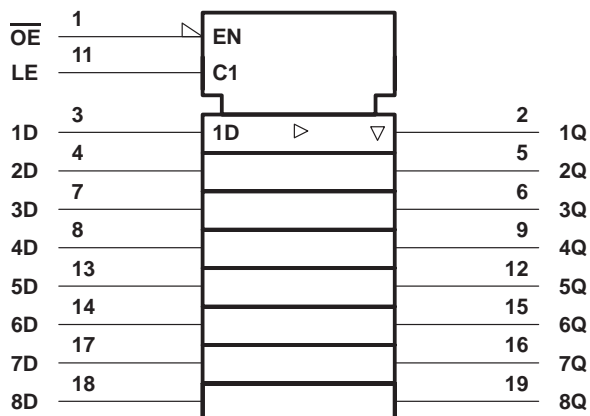 1
OE EN
11
LE C1
3 2
1D 1D 1Q
4 5
2D 2Q
7 6
3D 3Q
8 9
4D 4Q
13 12
5D 5Q
14 15
6D 6Q
17 16
7D 7Q
18 19
8D 8Q